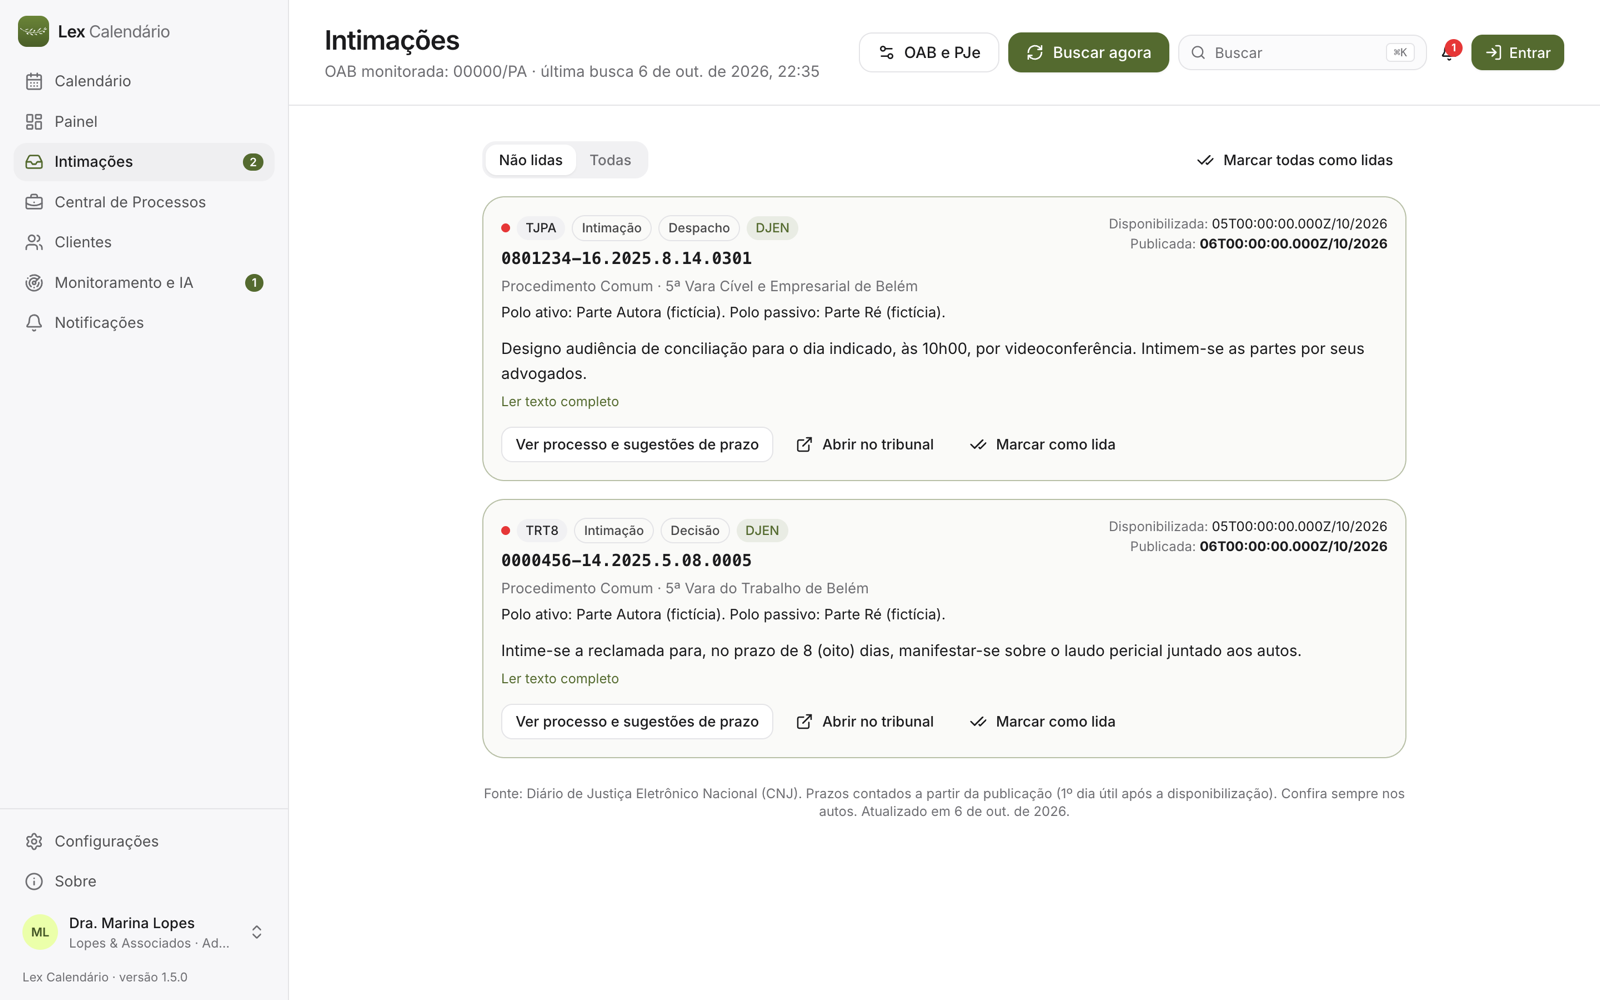 Lex Calendário
Calendário
Painel
Intimações 2
Central de Processos
Clientes
Monitoramento e IA 1
Notificações
Configurações
Sobre
ML
Dra. Marina Lopes
Lopes & Associados · Ad...
Lex Calendário · versão 1.5.0
Intimações
OAB monitorada: 00000/PA · última busca 6 de out. de 2026, 22:35
OAB e PJe
Buscar agora
Buscar ⌘K
1
Entrar
Não lidas Todas
Marcar todas como lidas
TJPA Intimação Despacho DJEN
Disponibilizada: 05T00:00:00.000Z/10/2026
Publicada: 06T00:00:00.000Z/10/2026
0801234-16.2025.8.14.0301
Procedimento Comum · 5ª Vara Cível e Empresarial de Belém
Polo ativo: Parte Autora (fictícia). Polo passivo: Parte Ré (fictícia).
Designo audiência de conciliação para o dia indicado, às 10h00, por videoconferência. Intimem-se as partes por seus
advogados.
Ler texto completo
Ver processo e sugestões de prazo Abrir no tribunal Marcar como lida
TRT8 Intimação Decisão DJEN
Disponibilizada: 05T00:00:00.000Z/10/2026
Publicada: 06T00:00:00.000Z/10/2026
0000456-14.2025.5.08.0005
Procedimento Comum · 5ª Vara do Trabalho de Belém
Polo ativo: Parte Autora (fictícia). Polo passivo: Parte Ré (fictícia).
Intime-se a reclamada para, no prazo de 8 (oito) dias, manifestar-se sobre o laudo pericial juntado aos autos.
Ler texto completo
Ver processo e sugestões de prazo Abrir no tribunal Marcar como lida
Fonte: Diário de Justiça Eletrônico Nacional (CNJ). Prazos contados a partir da publicação (1º dia útil após a disponibilização). Confira sempre nos
autos. Atualizado em 6 de out. de 2026.